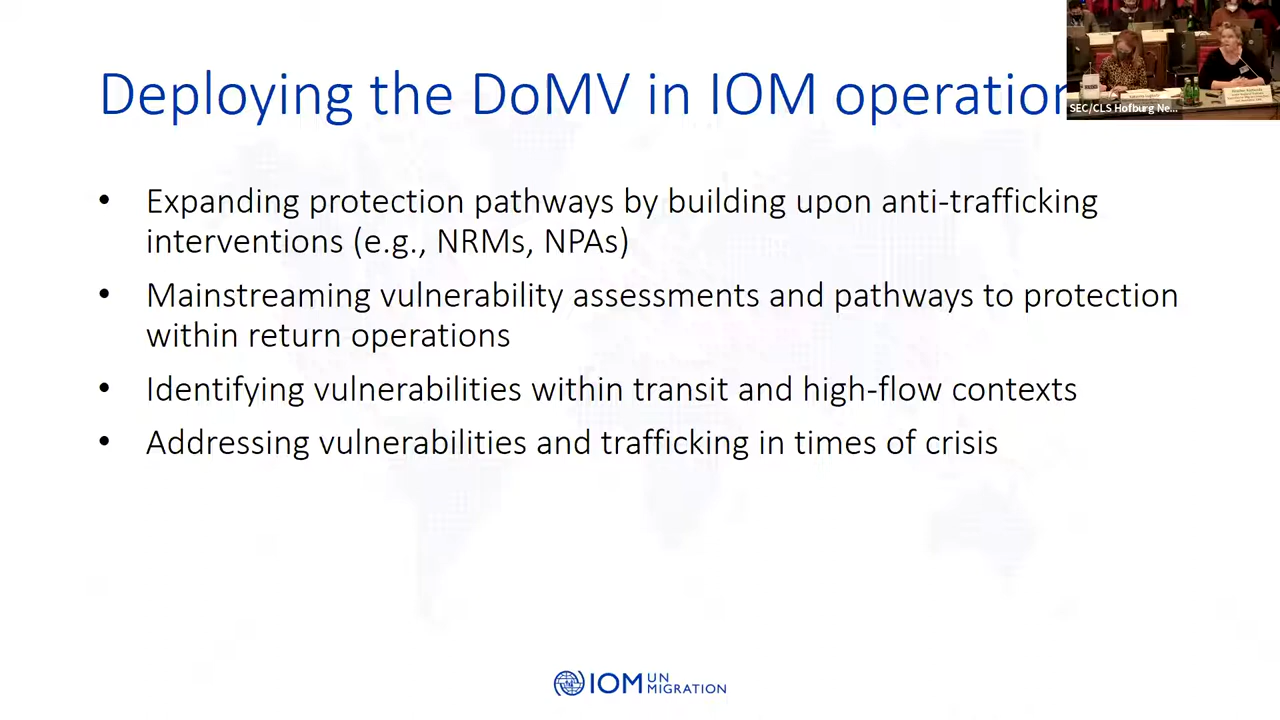 Deploying the DoMV in IOM operation
SEC/CLS Hofburg Ne...
• Expanding protection pathways by building upon anti-trafficking
interventions (e.g., NRMs, NPAs)
• Mainstreaming vulnerability assessments and pathways to protection
within return operations
• Identifying vulnerabilities within transit and high-flow contexts
• Addressing vulnerabilities and trafficking in times of crisis
IOM UN
MIGRATION